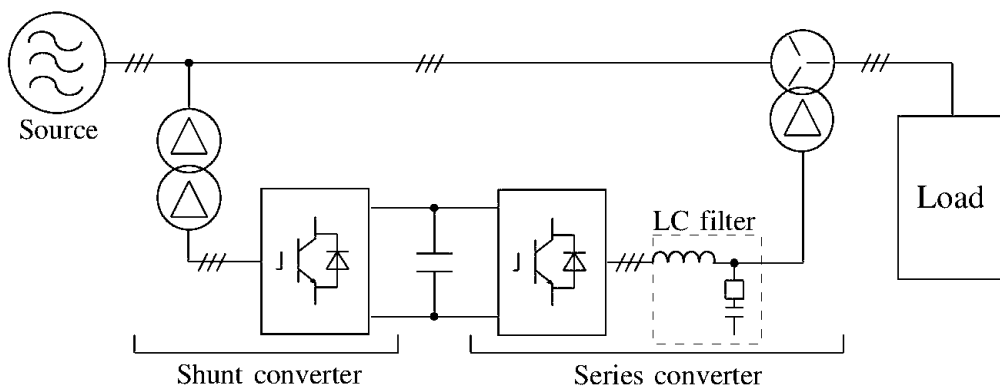 Source
LC filter
Load
Shunt converter
Series converter